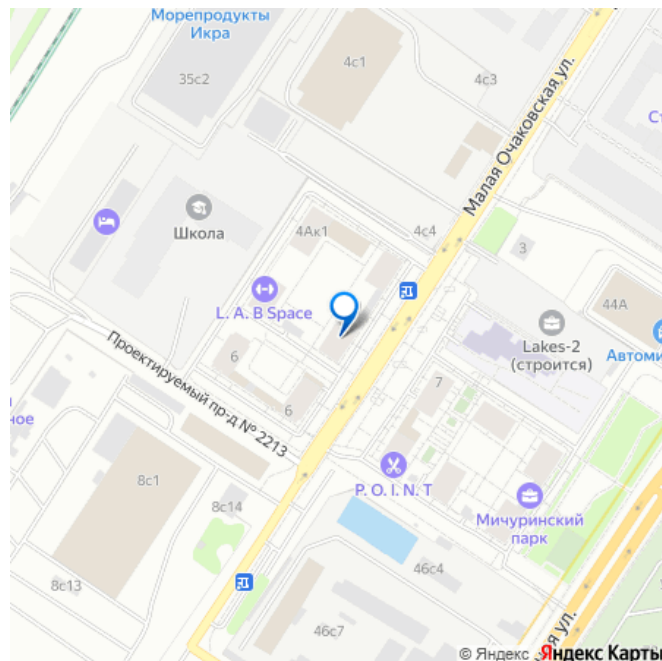 Морепродукты
Икра
4с1
35с2
4с3
Ст
Малая Очаковская ул.
Школа
4Ак1
4с4
3
44А
L. A. B Space
Lakes-2
(строится)
Автоми
Проектируемый пр-д № 2213
6
6
7
ное
P. O. I. N. T
8с1
8с14
Мичуринский
парк
46с4
8с13
46с7
ая ул.
© Яндекс Яндекс Карты